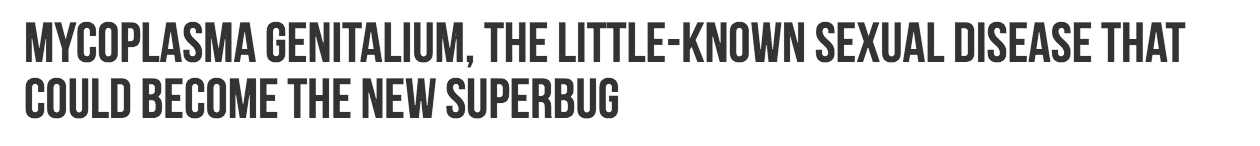 MYCOPLASMA GENITALIUM, THE LITTLE-KNOWN SEXUAL DISEASE THAT
COULD BECOME THE NEW SUPERBUG